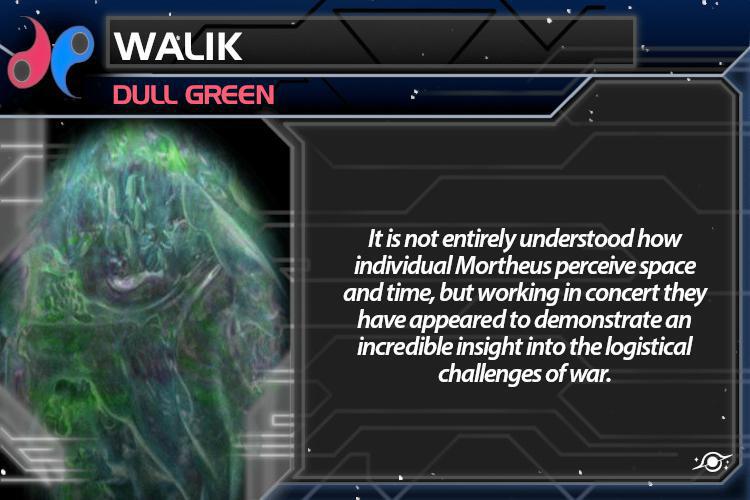 WALIK
DULL GREEN
It is not entirely understood how
individual Mortheus perceive space
and time, but working in concert they
have appeared to demonstrate an
incredible insight into the logistical
challenges of war.